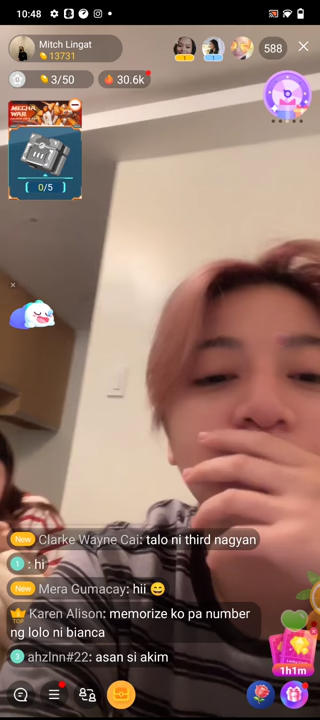 10:48
Mitch Lingat
13731
588
3/50
30.6k
MECHA WAR
0/5
New Clarke Wayne Cai: talo ni third nagyan
1 : hi
New Mera Gumacay: hii 😄
TOP Karen Alison: memorize ko pa number
ng lolo ni bianca
3 ahzlnn#22: asan si akim
1h1m